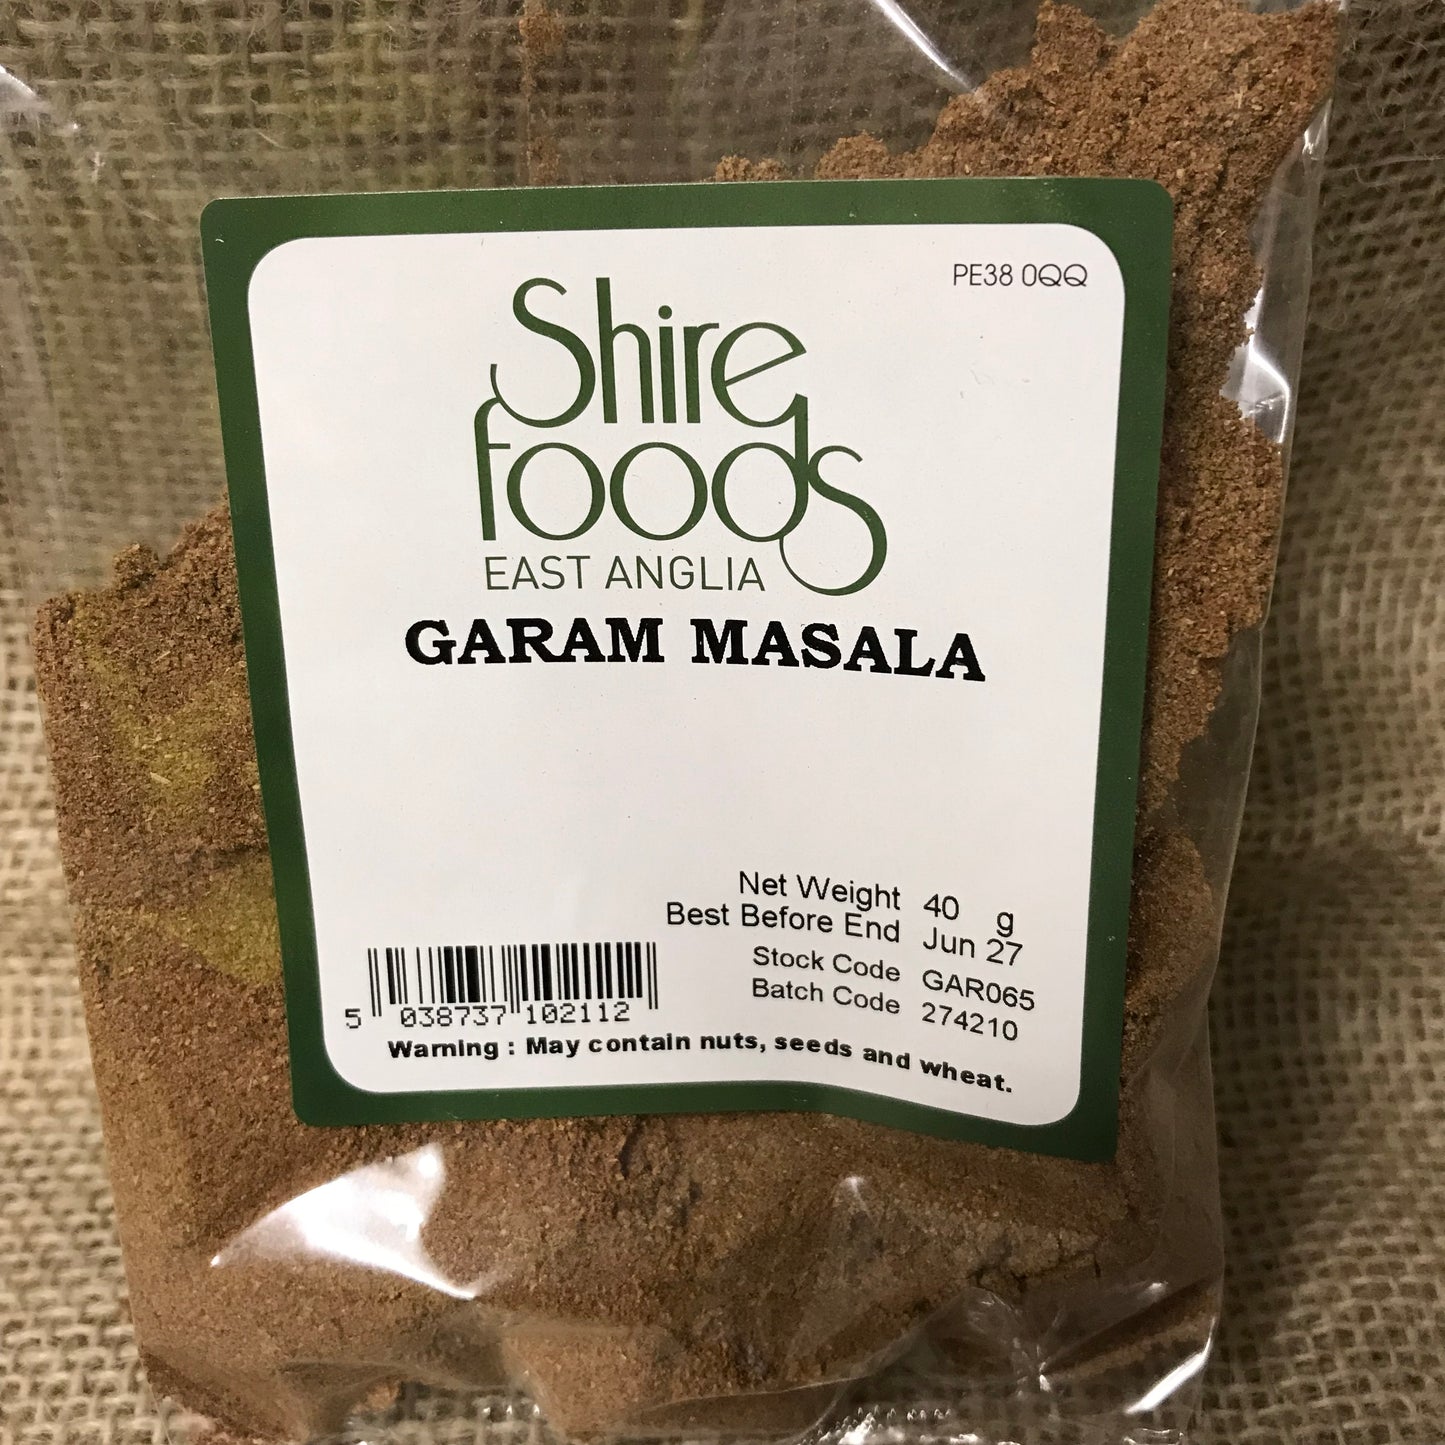 PE38 0QQ
Shire
foods
EAST ANGLIA
GARAM MASALA
Net Weight 40 g
Best Before End Jun 27
Stock Code GAR065
Batch Code 274210
5 038737 102112
Warning : May contain nuts, seeds and wheat.